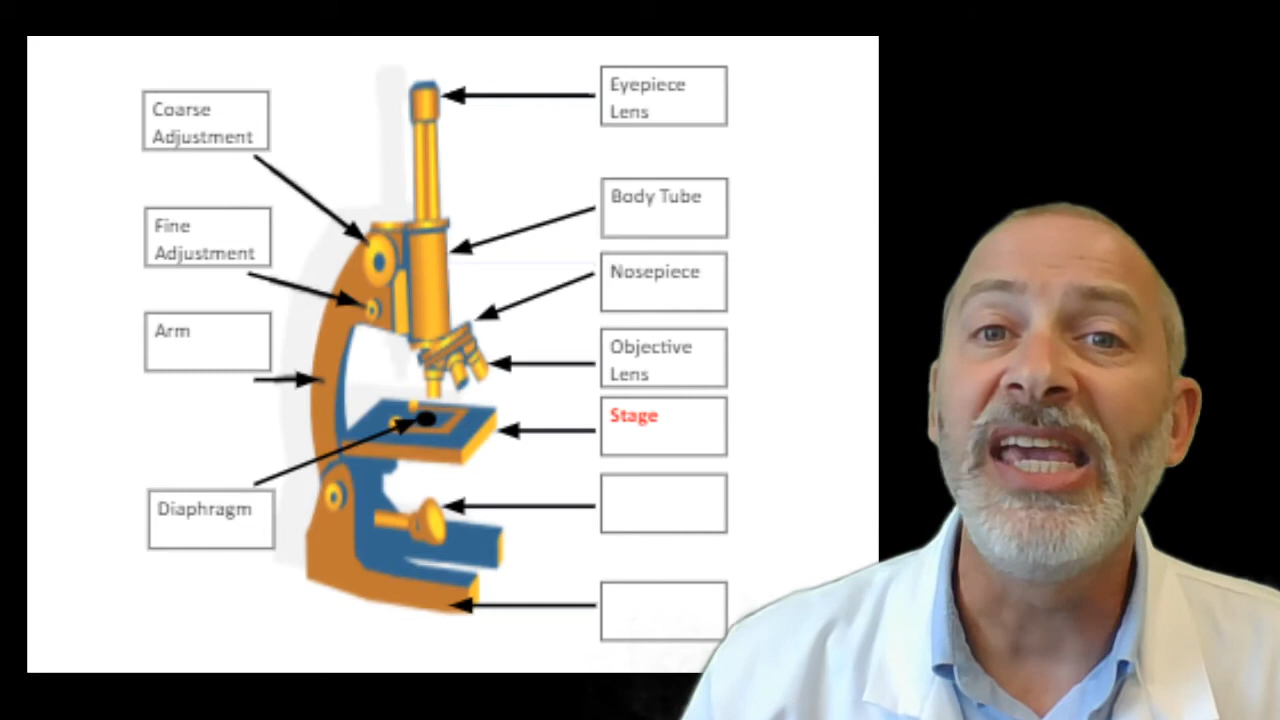 Coarse
Adjustment
Fine
Adjustment
Arm
Diaphragm
Eyepiece
Lens
Body Tube
Nosepiece
Objective
Lens
Stage